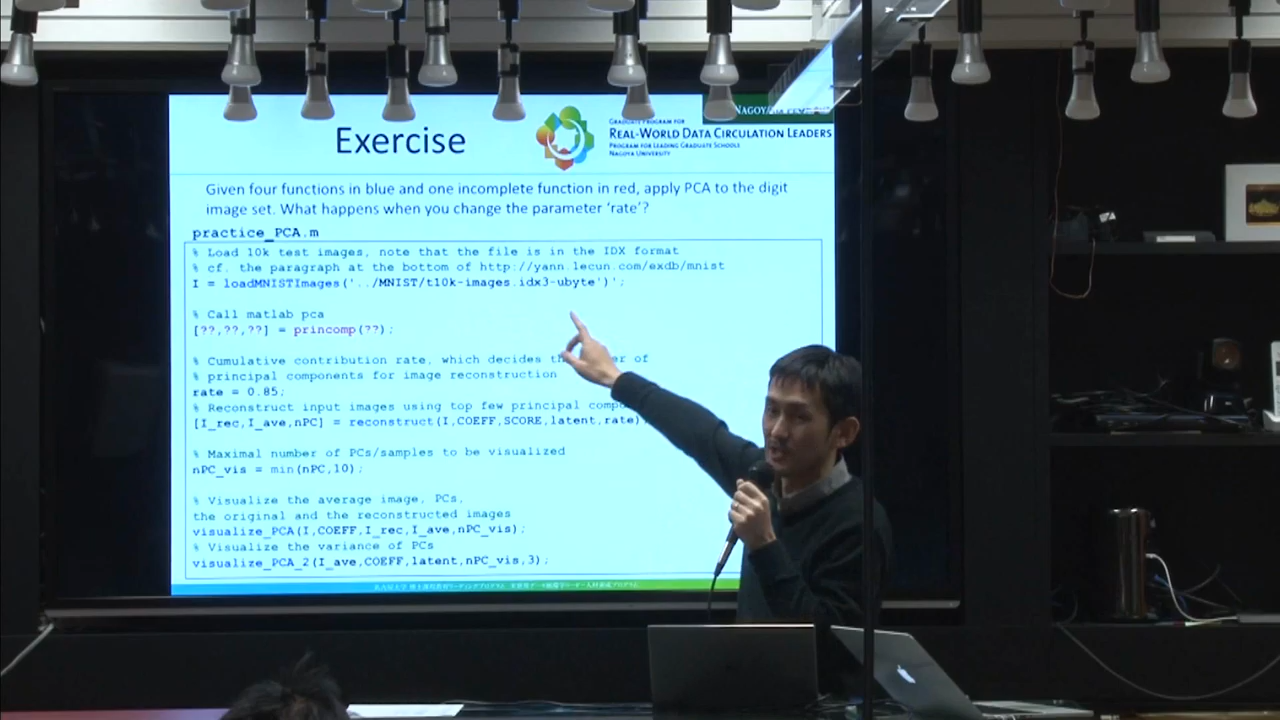 NAGOYA
GRADUATE PROGRAM FOR
REAL-WORLD DATA CIRCULATION LEADERS
PROGRAM FOR LEADING GRADUATE SCHOOLS
NAGOYA UNIVERSITY
Exercise
Given four functions in blue and one incomplete function in red, apply PCA to the digit
image set. What happens when you change the parameter ‘rate’?
practice_PCA.m
% Load 10k test images, note that the file is in the IDX format
% cf. the paragraph at the bottom of http://yann.lecun.com/exdb/mnist
I = loadMNISTImages('../MNIST/t10k-images.idx3-ubyte')';
% Call matlab pca
[??,??,??] = princomp(??);
% Cumulative contribution rate, which decides of
% principal components for image reconstruction
rate = 0.85;
% Reconstruct input images using top few principal
[I_rec,I_ave,nPC] = reconstruct(I,COEFF,SCORE,latent,rate)
% Maximal number of PCs/samples to be visualized
nPC_vis = min(nPC,10);
% Visualize the average image, PCs,
the original and the reconstructed images
visualize_PCA(I,COEFF,I_rec,I_ave,nPC_vis);
% Visualize the variance of PCs
visualize_PCA_2(I_ave,COEFF,latent,nPC_vis,3);